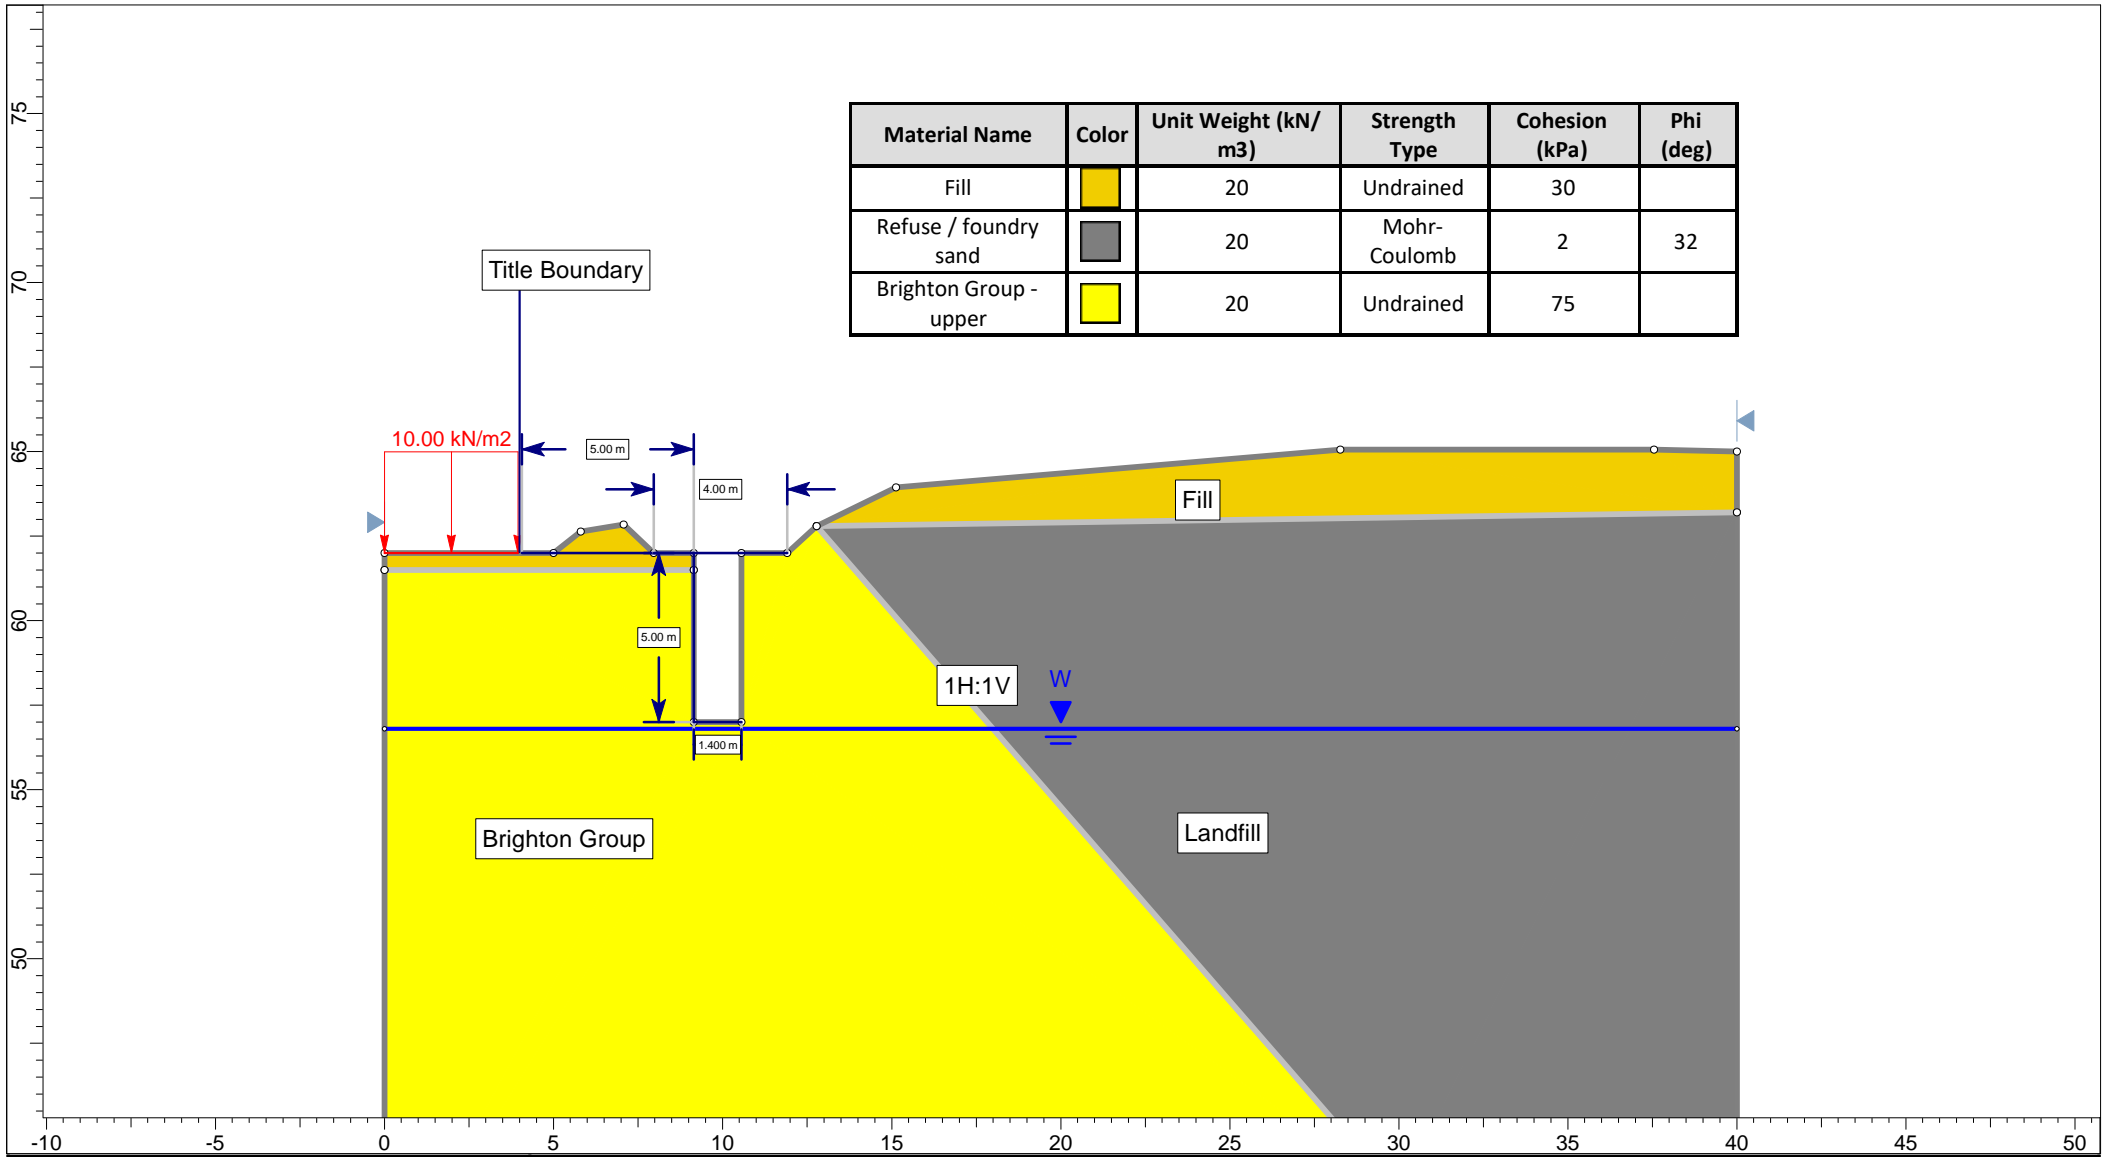 75
70
65
60
55
50
-10 -5 0 5 10 15 20 25 30 35 40 45 50
Material Name Color Unit Weight (kN/
m3) Strength
Type Cohesion
(kPa) Phi
(deg)
Fill 20 Undrained 30
Refuse / foundry
sand 20 Mohr-
Coulomb 2 32
Brighton Group -
upper 20 Undrained 75
Title Boundary
10.00 kN/m2
5.00 m
4.00 m
Fill
5.00 m
1H:1V
W
1.400 m
Brighton Group
Landfill